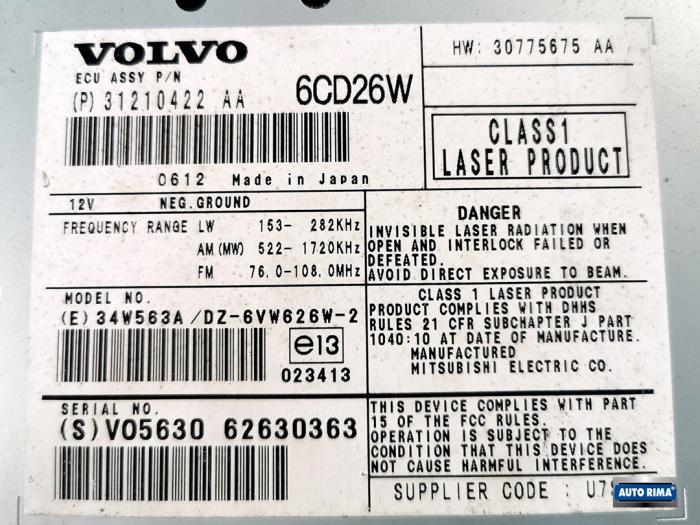 VOLVO
ECU ASSY P/N
(P) 31210422 AA
6CD26W
0612 Made in Japan
HW: 30775675 AA
CLASS1
LASER PRODUCT
12V NEG. GROUND
FREQUENCY RANGE LW 153- 282KHz
AM (MW) 522- 1720KHz
FM 76.0-108.0MHz
DANGER
INVISIBLE LASER RADIATION WHEN
OPEN AND INTERLOCK FAILED OR
DEFEATED.
AVOID DIRECT EXPOSURE TO BEAM.
MODEL NO.
(E) 34W563A /DZ-6VW626W-2
e13
023413
CLASS 1 LASER PRODUCT
PRODUCT COMPLIES WITH DHHS
RULES 21 CFR SUBCHAPTER J PART
1040:10 AT DATE OF MANUFACTURE.
MANUFACTURED
MITSUBISHI ELECTRIC CO.
SERIAL NO.
(S) VO5630 62630363
THIS DEVICE COMPLIES WITH PART
15 OF THE FCC RULES.
OPERATION IS SUBJECT TO THE
CONDITION THAT THIS DEVICE DOES
NOT CAUSE HARMFUL INTERFERENCE.
SUPPLIER CODE :
AUTO RIMA